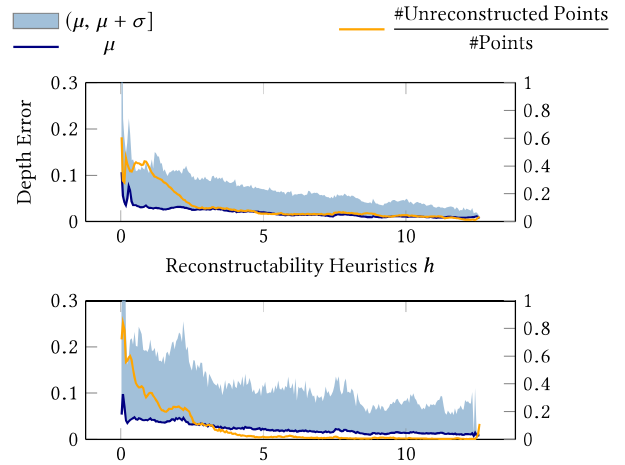 (μ, μ + σ]
μ
#Unreconstructed Points
#Points
0.3
0.2
0.1
0
Depth Error
1
0.8
0.6
0.4
0.2
0
0 5 10
Reconstructability Heuristics h
0.3
0.2
0.1
0
1
0.8
0.6
0.4
0.2
0
0 5 10